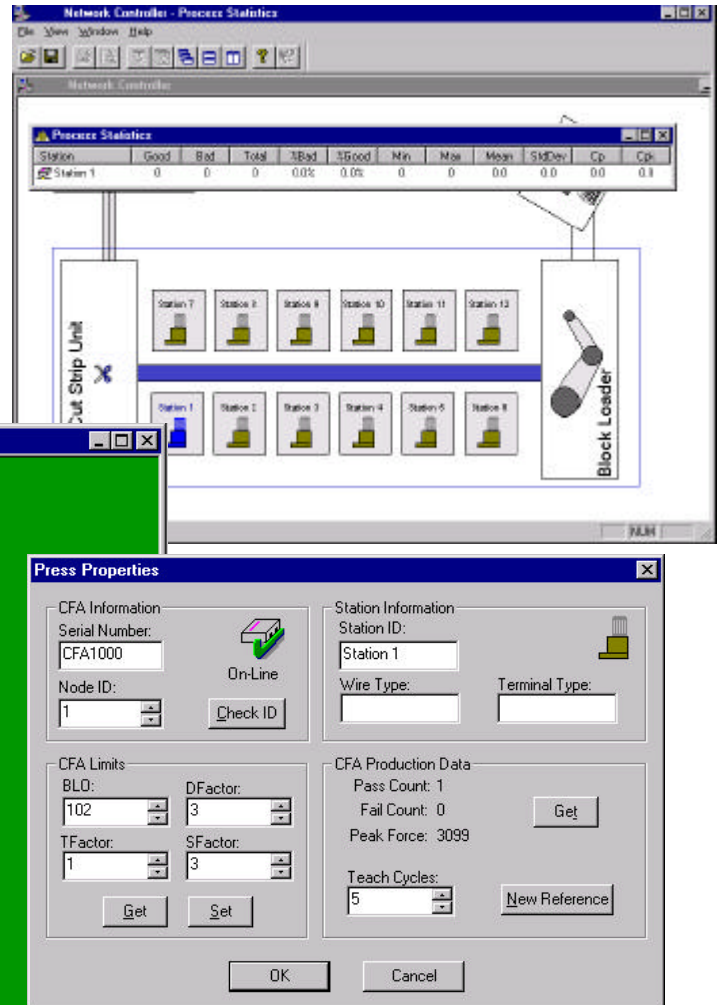 Network Controller - Process Statistics
File View Window Help
Network Controller
Process Statistics
Station Good Bad Total %Bad %Good Min Max Mean StdDev Cp Cpk
Station 1 0 0 0 0.0% 0.0% 0 0 0.0 0.0 0.0
Station 7 Station 8 Station 9 Station 10 Station 11 Station 12
Cut Strip Unit
Block Loader
Station 1 Station 2 Station 3 Station 4 Station 5
NUM
Press Properties
CFA Information
Serial Number:
CFA1000
On-Line
Node ID:
1
Check ID
Station Information
Station ID:
Station 1
Wire Type: Terminal Type:
CFA Limits
BLO: DFactor:
102 3
TFactor: SFactor:
1 3
Get Set
CFA Production Data
Pass Count: 1
Fail Count: 0
Get
Peak Force: 3099
Teach Cycles:
5
New Reference
OK Cancel